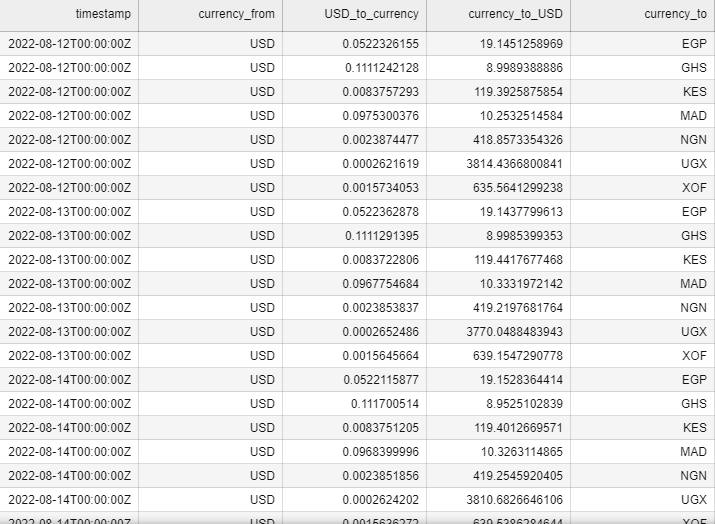 timestamp currency_from USD_to_currency currency_to_USD currency_to
2022-08-12T00:00:00Z USD 0.0522326155 19.1451258969 EGP
2022-08-12T00:00:00Z USD 0.1111242128 8.9989388886 GHS
2022-08-12T00:00:00Z USD 0.0083757293 119.3925875854 KES
2022-08-12T00:00:00Z USD 0.0975300376 10.2532514584 MAD
2022-08-12T00:00:00Z USD 0.0023874477 418.8573354326 NGN
2022-08-12T00:00:00Z USD 0.0002621619 3814.4366800841 UGX
2022-08-12T00:00:00Z USD 0.0015734053 635.5641299238 XOF
2022-08-13T00:00:00Z USD 0.0522362878 19.1437799613 EGP
2022-08-13T00:00:00Z USD 0.1111291395 8.9985399353 GHS
2022-08-13T00:00:00Z USD 0.0083722806 119.4417677468 KES
2022-08-13T00:00:00Z USD 0.0967754684 10.3331972142 MAD
2022-08-13T00:00:00Z USD 0.0023853837 419.2197681764 NGN
2022-08-13T00:00:00Z USD 0.0002652486 3770.0488483943 UGX
2022-08-13T00:00:00Z USD 0.0015645664 639.1547290778 XOF
2022-08-14T00:00:00Z USD 0.0522115877 19.1528364414 EGP
2022-08-14T00:00:00Z USD 0.111700514 8.9525102839 GHS
2022-08-14T00:00:00Z USD 0.0083751205 119.4012669571 KES
2022-08-14T00:00:00Z USD 0.0968399996 10.3263114865 MAD
2022-08-14T00:00:00Z USD 0.0023851856 419.2545920405 NGN
2022-08-14T00:00:00Z USD 0.0002624202 3810.6826646106 UGX
2022-08-14T00:00:00Z USD 0.0015636272 639.5386284644 XOF